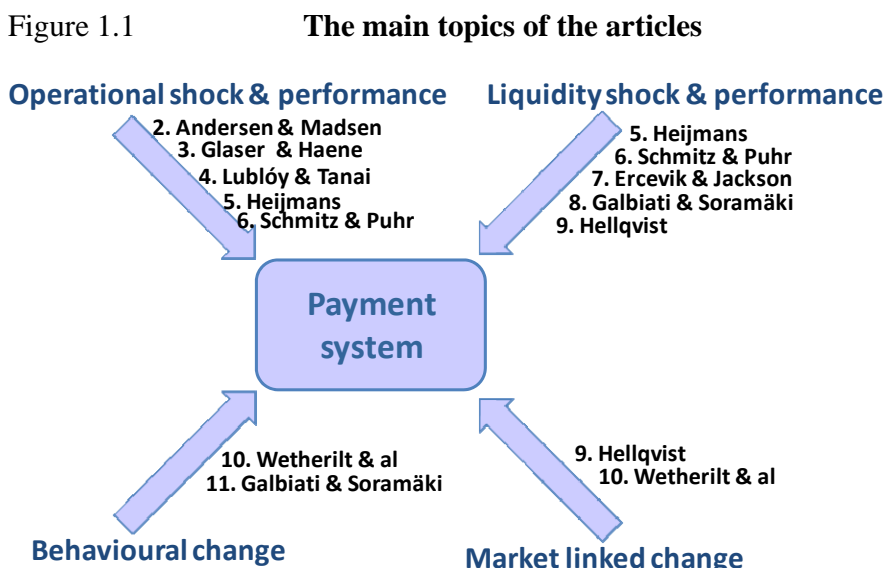 Figure 1.1 The main topics of the articles
Operational shock & performance
2. Andersen & Madsen
3. Glaser & Haene
4. Lublóy & Tanai
5. Heijmans
6. Schmitz & Puhr
Liquidity shock & performance
5. Heijmans
6. Schmitz & Puhr
7. Ercevik & Jackson
8. Galbiati & Soramäki
9. Hellqvist
Payment
system
10. Wetherilt & al
11. Galbiati & Soramäki
Behavioural change
9. Hellqvist
10. Wetherilt & al
Market linked change